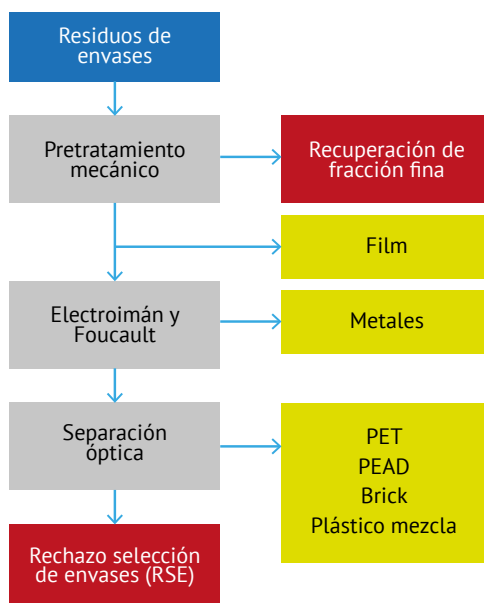 Residuos de
envases
Pretratamiento
mecánico
Recuperación de
fracción fina
Film
Electroimán y
Foucault
Metales
Separación
óptica
PET
PEAD
Brick
Plástico mezcla
Rechazo selección
de envases (RSE)